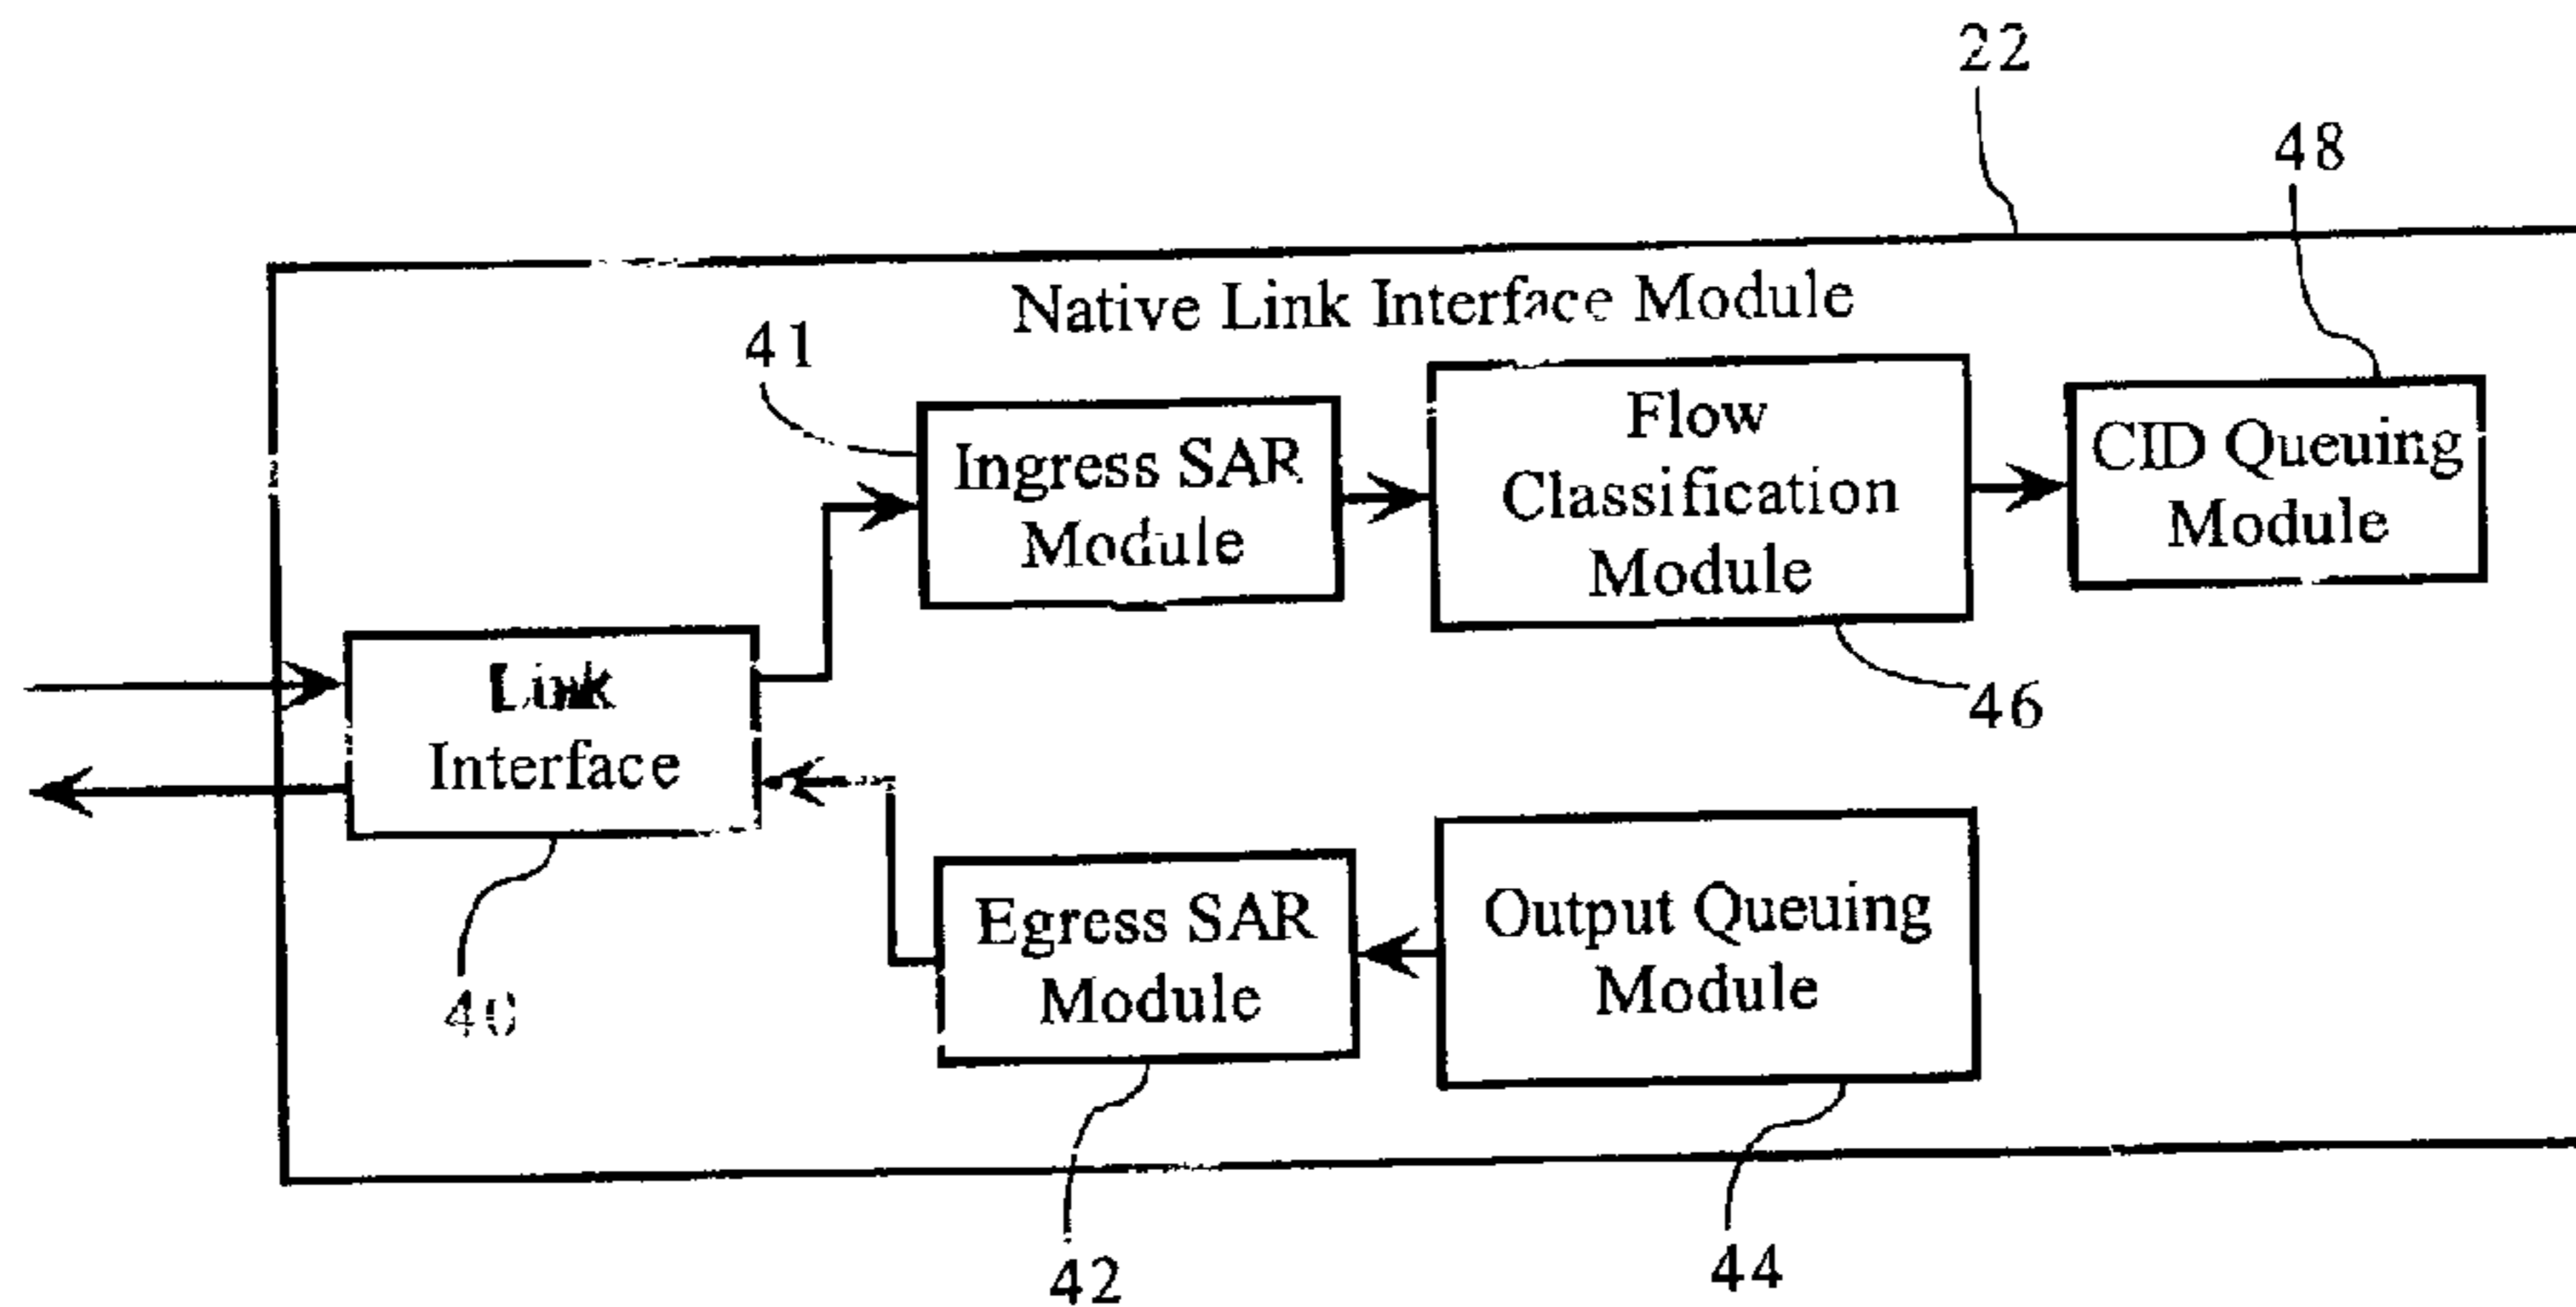 22
48
Native Link Interface Module
41
Flow
Classification
Module
Ingress SAR
Module
CID Queuing
Module
46
Link
Interface
40
Egress SAR
Module
Output Queuing
Module
42
44